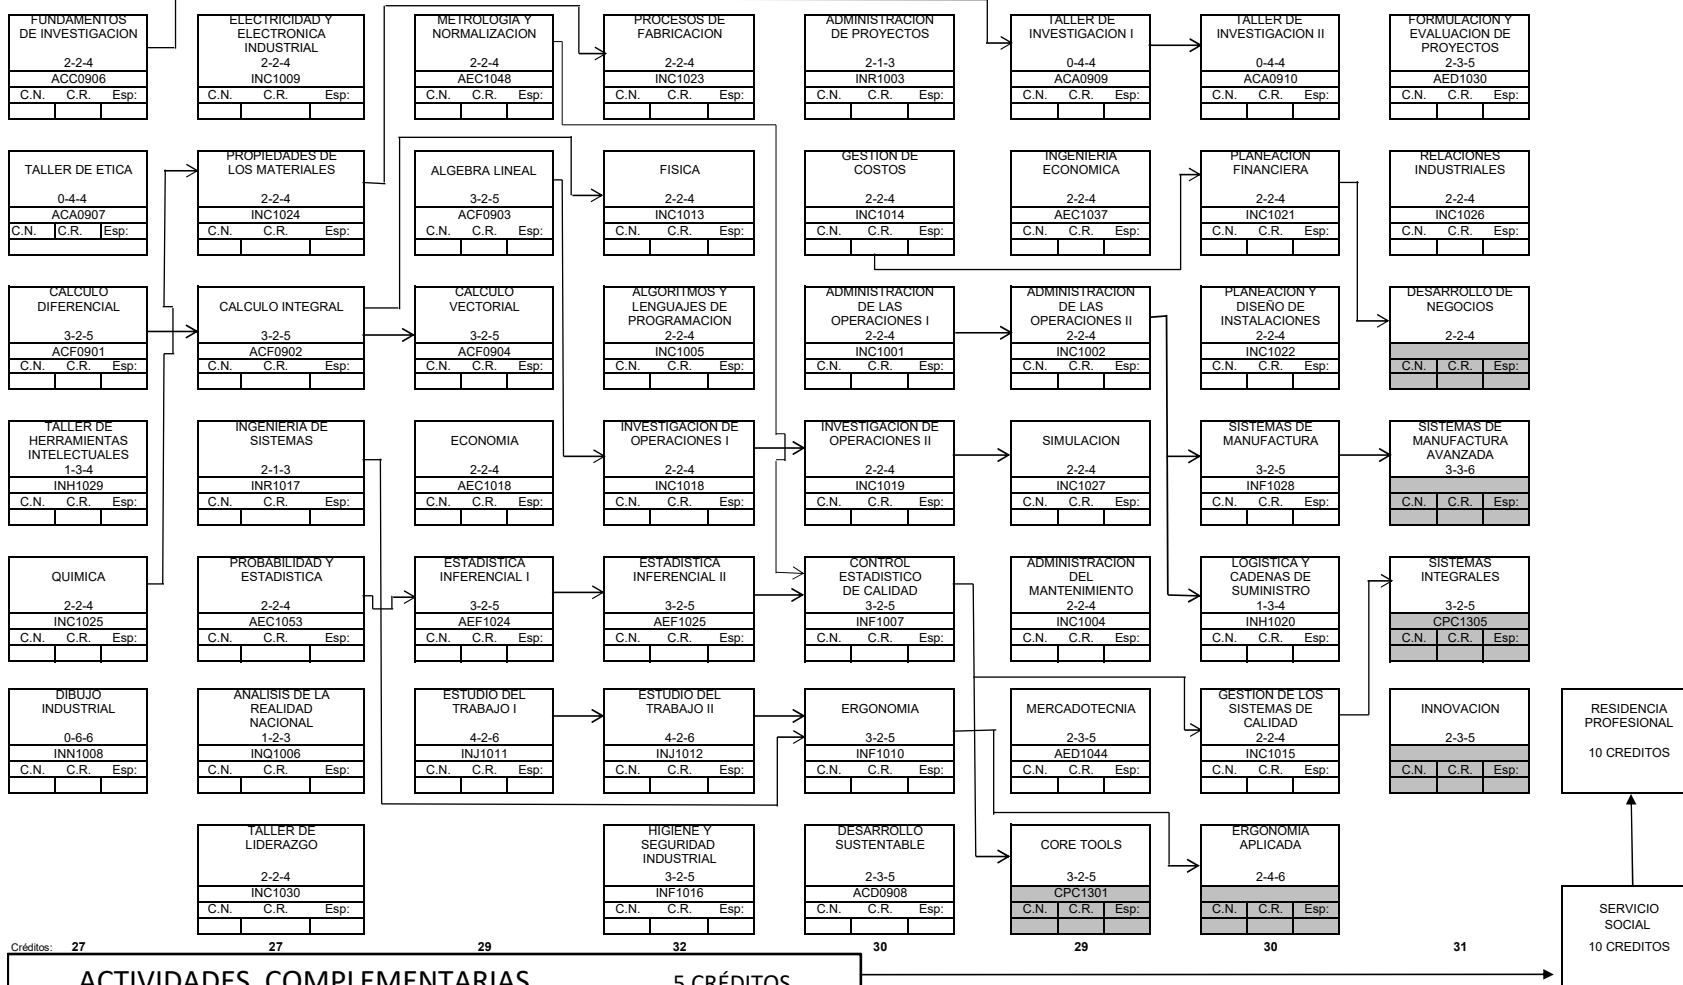 FUNDAMENTOS
DE INVESTIGACION
2-2-4
ACC0906
C.N. C.R. Esp:
ELECTRICIDAD Y
ELECTRONICA
INDUSTRIAL
2-2-4
INC1009
C.N. C.R. Esp:
METROLOGIA Y
NORMALIZACION
2-2-4
AEC1048
C.N. C.R. Esp:
PROCESOS DE
FABRICACION
2-2-4
INC1023
C.N. C.R. Esp:
ADMINISTRACION
DE PROYECTOS
2-1-3
INR1003
C.N. C.R. Esp:
TALLER DE
INVESTIGACION I
0-4-4
ACA0909
C.N. C.R. Esp:
TALLER DE
INVESTIGACION II
0-4-4
ACA0910
C.N. C.R. Esp:
FORMULACION Y
EVALUACION DE
PROYECTOS
2-3-5
AED1030
C.N. C.R. Esp:
TALLER DE ETICA
0-4-4
ACA0907
C.N. C.R. Esp:
PROPIEDADES DE
LOS MATERIALES
2-2-4
INC1024
C.N. C.R. Esp:
ALGEBRA LINEAL
3-2-5
ACF0903
C.N. C.R. Esp:
FISICA
2-2-4
INC1013
C.N. C.R. Esp:
GESTION DE
COSTOS
2-2-4
INC1014
C.N. C.R. Esp:
INGENIERIA
ECONOMICA
2-2-4
AEC1037
C.N. C.R. Esp:
PLANEACION
FINANCIERA
2-2-4
INC1021
C.N. C.R. Esp:
RELACIONES
INDUSTRIALES
2-2-4
INC1026
C.N. C.R. Esp:
CALCULO
DIFERENCIAL
3-2-5
ACF0901
C.N. C.R. Esp:
CALCULO INTEGRAL
3-2-5
ACF0902
C.N. C.R. Esp:
CALCULO
VECTORIAL
3-2-5
ACF0904
C.N. C.R. Esp:
ALGORITMOS Y
LENGUAJES DE
PROGRAMACION
2-2-4
INC1005
C.N. C.R. Esp:
ADMINISTRACION
DE LAS
OPERACIONES I
2-2-4
INC1001
C.N. C.R. Esp:
ADMINISTRACION
DE LAS
OPERACIONES II
2-2-4
INC1002
C.N. C.R. Esp:
PLANEACION Y
DISEÑO DE
INSTALACIONES
2-2-4
INC1022
C.N. C.R. Esp:
DESARROLLO DE
NEGOCIOS
2-2-4
C.N. C.R. Esp:
TALLER DE
HERRAMIENTAS
INTELECTUALES
1-3-4
INH1029
C.N. C.R. Esp:
INGENIERIA DE
SISTEMAS
2-1-3
INR1017
C.N. C.R. Esp:
ECONOMIA
2-2-4
AEC1018
C.N. C.R. Esp:
INVESTIGACION DE
OPERACIONES I
2-2-4
INC1018
C.N. C.R. Esp:
INVESTIGACION DE
OPERACIONES II
2-2-4
INC1019
C.N. C.R. Esp:
SIMULACION
2-2-4
INC1027
C.N. C.R. Esp:
SISTEMAS DE
MANUFACTURA
3-2-5
INF1028
C.N. C.R. Esp:
SISTEMAS DE
MANUFACTURA
AVANZADA
3-3-6
C.N. C.R. Esp:
QUIMICA
2-2-4
INC1025
C.N. C.R. Esp:
PROBABILIDAD Y
ESTADISTICA
2-2-4
AEC1053
C.N. C.R. Esp:
ESTADISTICA
INFERENCIAL I
3-2-5
AEF1024
C.N. C.R. Esp:
ESTADISTICA
INFERENCIAL II
3-2-5
AEF1025
C.N. C.R. Esp:
CONTROL
ESTADISTICO
DE CALIDAD
3-2-5
INF1007
C.N. C.R. Esp:
ADMINISTRACION
DEL
MANTENIMIENTO
2-2-4
INC1004
C.N. C.R. Esp:
LOGISTICA Y
CADENAS DE
SUMINISTRO
1-3-4
INH1020
C.N. C.R. Esp:
SISTEMAS
INTEGRALES
3-2-5
CPC1305
C.N. C.R. Esp:
DIBUJO
INDUSTRIAL
0-6-6
INN1008
C.N. C.R. Esp:
ANALISIS DE LA
REALIDAD
NACIONAL
1-2-3
INQ1006
C.N. C.R. Esp:
ESTUDIO DEL
TRABAJO I
4-2-6
INJ1011
C.N. C.R. Esp:
ESTUDIO DEL
TRABAJO II
4-2-6
INJ1012
C.N. C.R. Esp:
ERGONOMIA
3-2-5
INF1010
C.N. C.R. Esp:
MERCADOTECNIA
2-3-5
AED1044
C.N. C.R. Esp:
GESTION DE LOS
SISTEMAS DE
CALIDAD
2-2-4
INC1015
C.N. C.R. Esp:
INNOVACION
2-3-5
C.N. C.R. Esp:
RESIDENCIA
PROFESIONAL
10 CREDITOS
TALLER DE
LIDERAZGO
2-2-4
INC1030
C.N. C.R. Esp:
HIGIENE Y
SEGURIDAD
INDUSTRIAL
3-2-5
INF1016
C.N. C.R. Esp:
DESARROLLO
SUSTENTABLE
2-3-5
ACD0908
C.N. C.R. Esp:
CORE TOOLS
3-2-5
CPC1301
C.N. C.R. Esp:
ERGONOMIA
APLICADA
2-4-6
C.N. C.R. Esp:
SERVICIO
SOCIAL
10 CREDITOS
Créditos: 27 27 29 32 30 29 30 31
ACTIVIDADES COMPLEMENTARIAS 5 CRÉDITOS